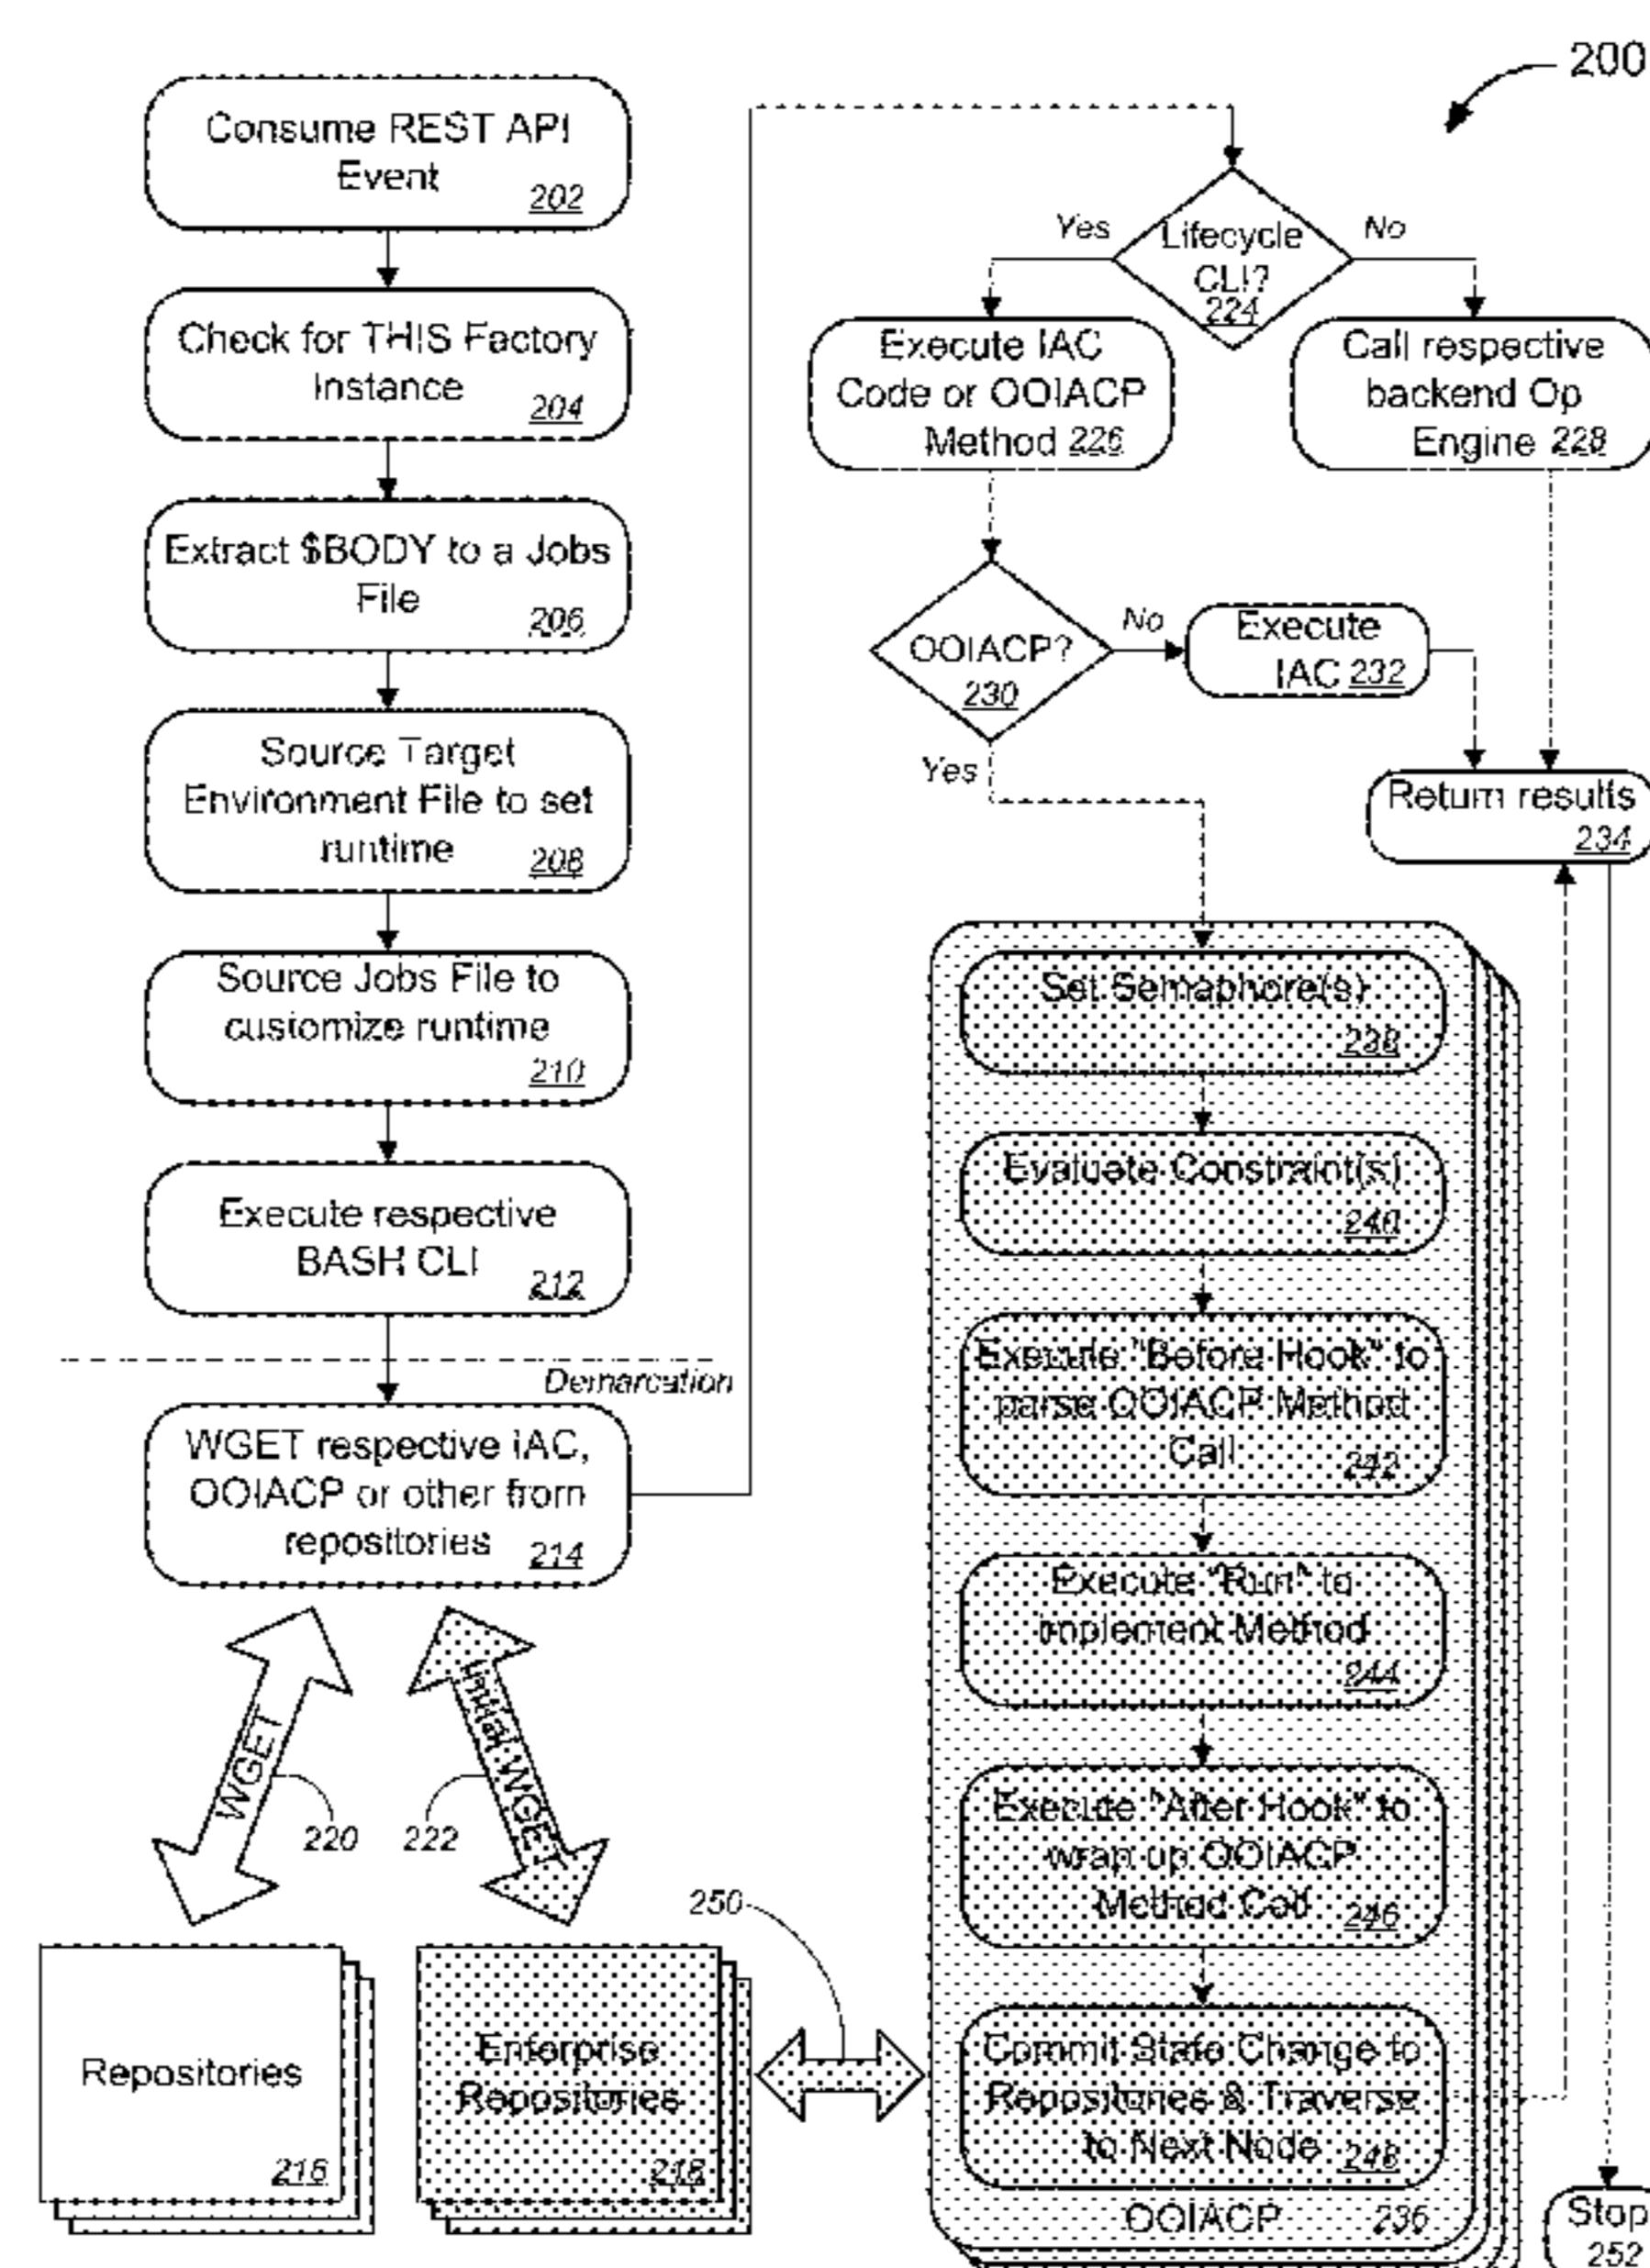 200
Consume REST API
Event
202
Check for THIS Factory
Instance
204
Extract $BODY to a Jobs
File
206
Source Target
Environment File to set
runtime
208
Source Jobs File to
customize runtime
210
Execute respective
BASH CLI
212
Demarcation
WGET respective IAC,
OOIACP or other from
repositories
214
WGET
220
Initial WGET
222
Repositories
216
Enterprise
Repositories
218
250
Lifecycle
CLI?
224
Yes
No
Execute IAC
Code or OOIACP
Method 226
Call respective
backend Op
Engine 228
OOIACP?
230
No
Yes
Execute
IAC 232
Return results
234
Set Semaphore(s)
238
Evaluate Constraint(s)
240
Execute "Before Hook" to
parse OOIACP Method
Call
242
Execute "Run" to
implement Method
244
Execute "After Hook" to
wrap up OOIACP
Method Call
246
Commit State Change to
Repositories & Traverse
to Next Node
248
OOIACP
236
Stop
252